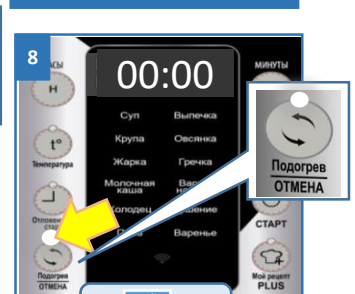 8
ЧАСЫ
МИНУТЫ
00:00
H
Суп Выпечка
t°
Крупа Овсянка
Температура
Жарка Гречка
Молочная каша
Подогрев
ОТМЕНА
Варенье
СТАРТ
Подогрев
ОТМЕНА
Мой рецепт
PLUS